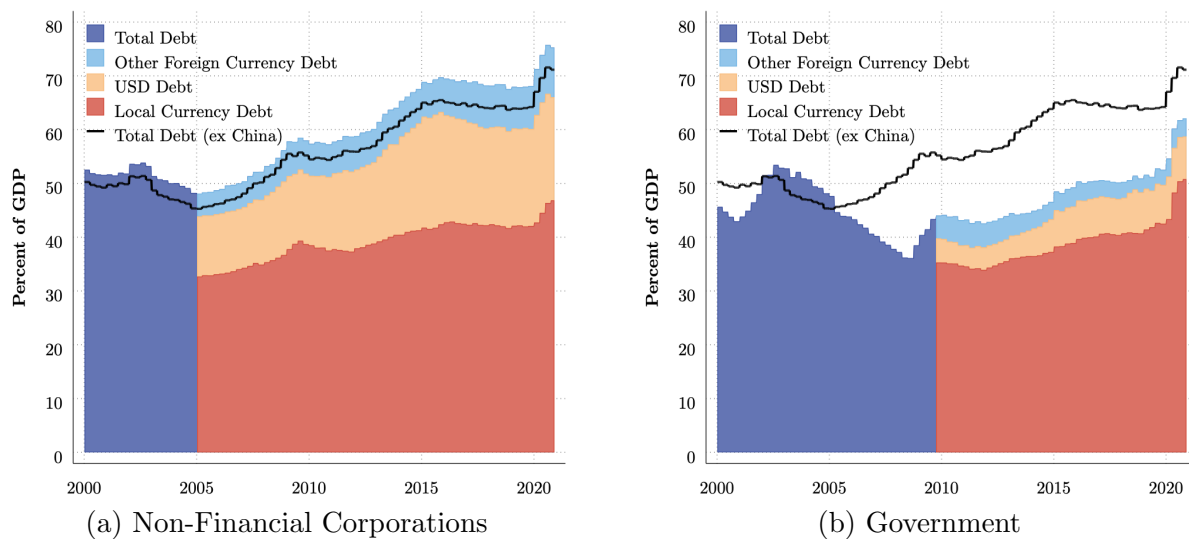 80
70
60
50
40
30
20
10
0
Percent of GDP
Total Debt
Other Foreign Currency Debt
USD Debt
Local Currency Debt
Total Debt (ex China)
2000 2005 2010 2015 2020
(a) Non-Financial Corporations
80
70
60
50
40
30
20
10
0
Percent of GDP
Total Debt
Other Foreign Currency Debt
USD Debt
Local Currency Debt
Total Debt (ex China)
2000 2005 2010 2015 2020
(b) Government